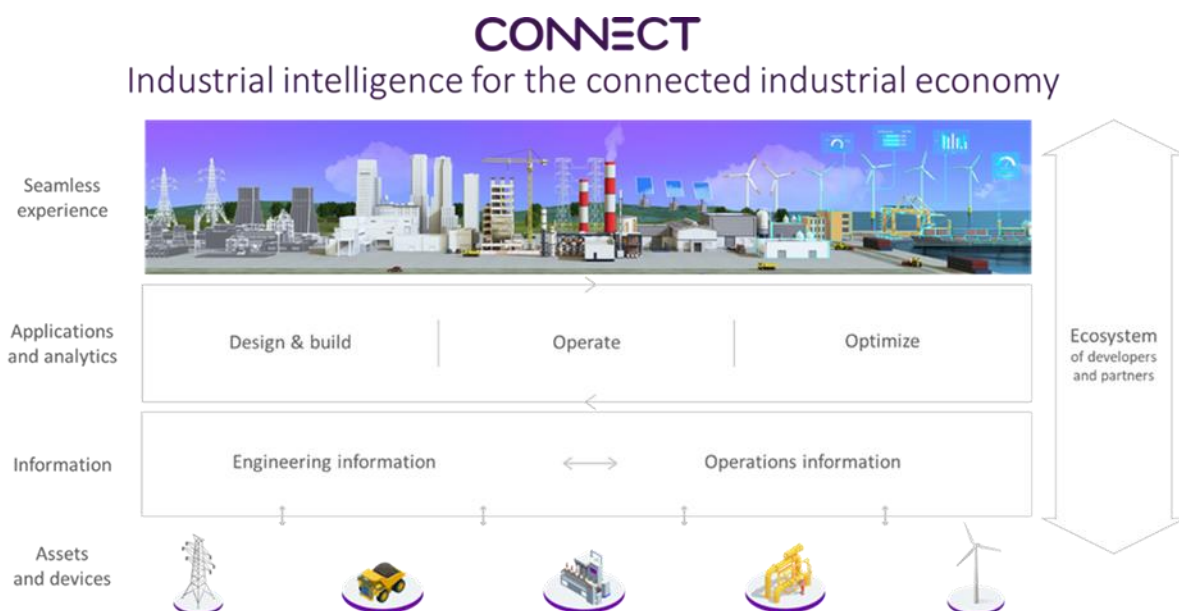 CONNECT
Industrial intelligence for the connected industrial economy
Seamless
experience
Applications
and analytics
Design & build
Operate
Optimize
Ecosystem
of developers
and partners
Information
Engineering information
Operations information
Assets
and devices